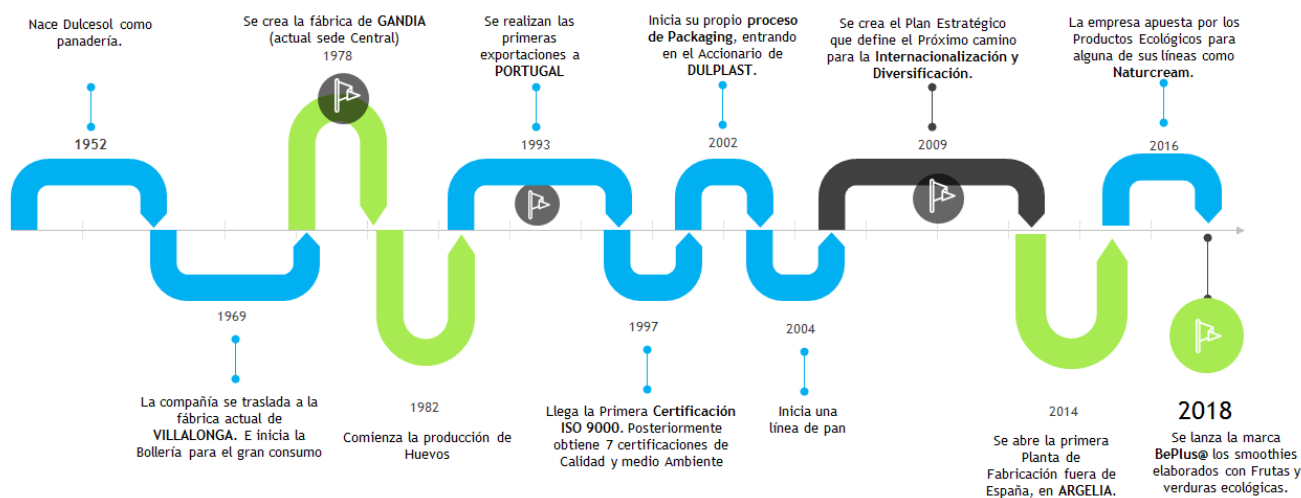 Nace Dulcesol como
panadería.
1952
La compañía se traslada a la
fábrica actual de
VILLALONGA. E inicia la
Bollería para el gran consumo
1969
Se crea la fábrica de GANDIA
(actual sede Central)
1978
1982
Comienza la producción de
Huevos
Se realizan las
primeras
exportaciones a
PORTUGAL
1993
1997
Llega la Primera Certificación
ISO 9000. Posteriormente
obtiene 7 certificaciones de
Calidad y medio Ambiente
Inicia su propio proceso
de Packaging, entrando
en el Accionario de
DULPLAST.
2002
2004
Inicia una
línea de pan
Se crea el Plan Estratégico
que define el Próximo camino
para la Internacionalización y
Diversificación.
2009
2014
Se abre la primera
Planta de
Fabricación fuera de
España, en ARGELIA.
La empresa apuesta por los
Productos Ecológicos para
alguna de sus líneas como
Naturcream.
2016
2018
Se lanza la marca
BePlus@ los smoothies
elaborados con Frutas y
verduras ecológicas.